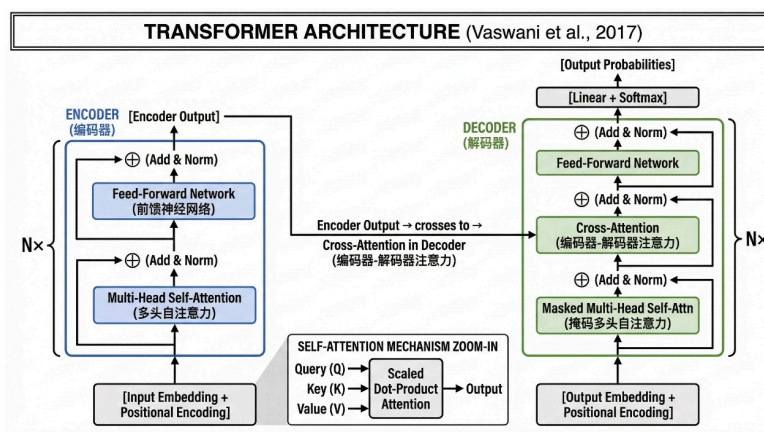 TRANSFORMER ARCHITECTURE (Vaswani et al., 2017)
ENCODER
(编码器)
[Encoder Output]
⊕ (Add & Norm)
Feed-Forward Network
(前馈神经网络)
N×
⊕ (Add & Norm)
Multi-Head Self-Attention
(多头自注意力)
[Input Embedding +
Positional Encoding]
Encoder Output → crosses to →
Cross-Attention in Decoder
(编码器-解码器注意力)
SELF-ATTENTION MECHANISM ZOOM-IN
Query (Q)
Key (K)
Value (V)
Scaled
Dot-Product
Attention
Output
[Output Probabilities]
[Linear + Softmax]
DECODER
(解码器)
⊕ (Add & Norm)
Feed-Forward Network
⊕ (Add & Norm)
Cross-Attention
(编码器-解码器注意力)
N×
⊕ (Add & Norm)
Masked Multi-Head Self-Attn
(掩码多头自注意力)
[Output Embedding +
Positional Encoding]